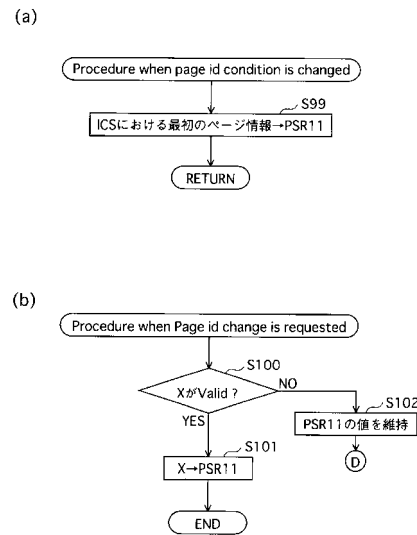 (a)
Procedure when page id condition is changed
S99
ICSにおける最初のページ情報→PSR11
RETURN
(b)
Procedure when Page id change is requested
S100
XがValid ?
NO
S102
YES
PSR11の値を維持
S101
X→PSR11
D
END